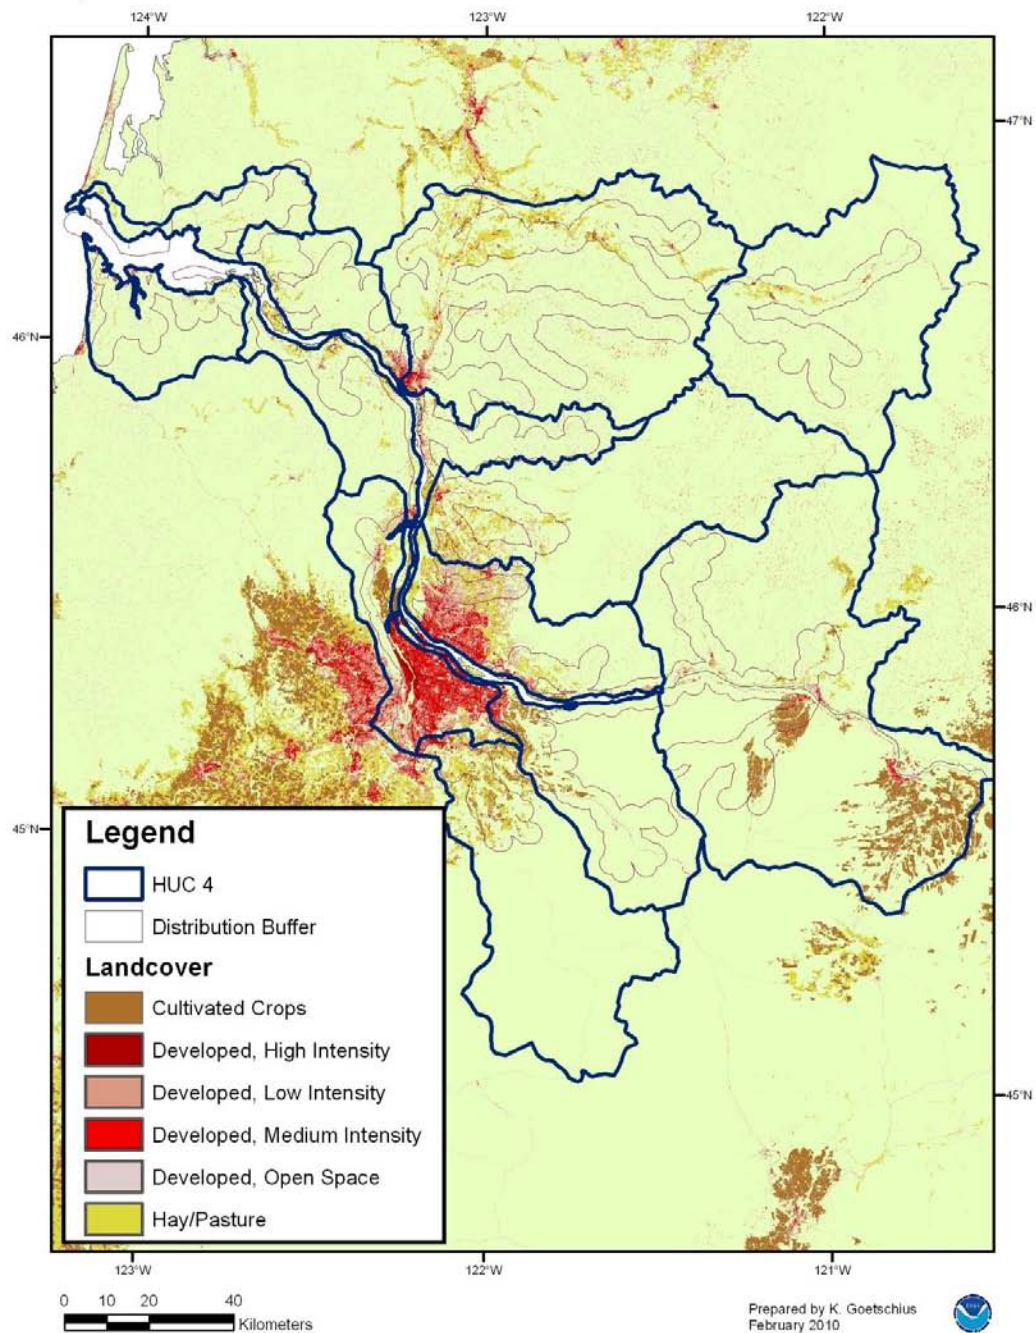 124°W 123°W 122°W
47°N
46°N
46°N
45°N
Legend
HUC 4
Distribution Buffer
Landcover
Cultivated Crops
Developed, High Intensity
Developed, Low Intensity
Developed, Medium Intensity
Developed, Open Space
Hay/Pasture
45°N
123°W 122°W 121°W
0 10 20 40
Kilometers
Prepared by K. Goetschius
February 2010